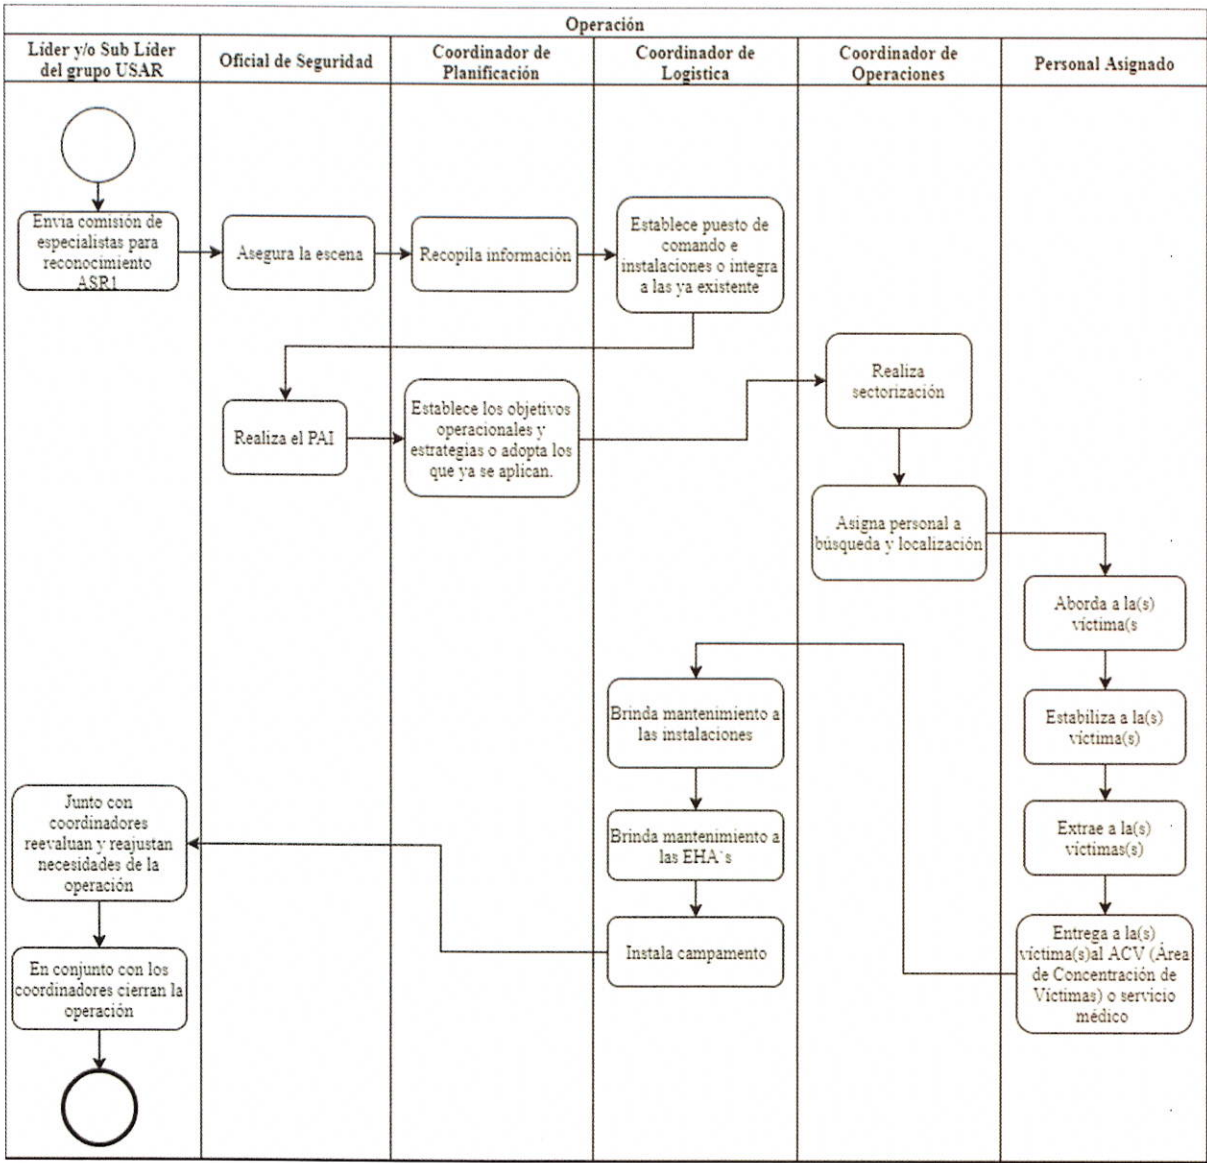 Operación
Líder y/o Sub Líder
del grupo USAR
Oficial de Seguridad
Coordinador de
Planificación
Coordinador de
Logistica
Coordinador de
Operaciones
Personal Asignado
Envia comisión de
especialistas para
reconocimiento
ASR1
Asegura la escena
Recopila información
Establece puesto de
comando e
instalaciones o integra
a las ya existente
Realiza el PAI
Establece los objetivos
operacionales y
estrategias o adopta los
que ya se aplican.
Realiza
sectorización
Asigna personal a
búsqueda y localización
Aborda a la(s)
víctima(s
Estabiliza a la(s)
víctima(s)
Extrae a la(s)
víctimas(s)
Entrega a la(s)
víctima(s)al ACV (Área
de Concentración de
Víctimas) o servicio
médico
Brinda mantenimiento a
las instalaciones
Brinda mantenimiento a
las EHA`s
Instala campamento
Junto con
coordinadores
reevaluan y reajustan
necesidades de la
operación
En conjunto con los
coordinadores cierran la
operación